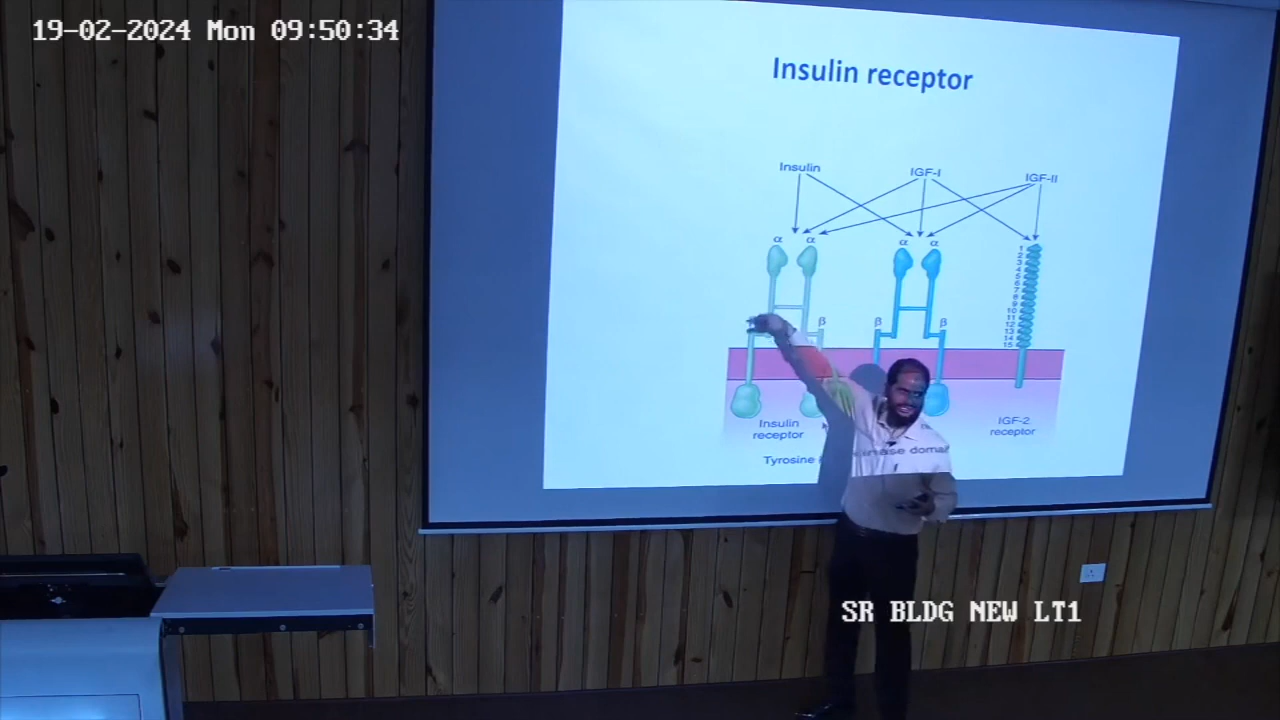 19-02-2024 Mon 09:50:34
Insulin receptor
Insulin IGF-I IGF-II
α α α α
1
2
3
4
5
6
7
8
9
10
11
12
13
14
15
β β β
Insulin
receptor
IGF-2
receptor
Tyrosine kinase domain
SR BLDG NEW LT1